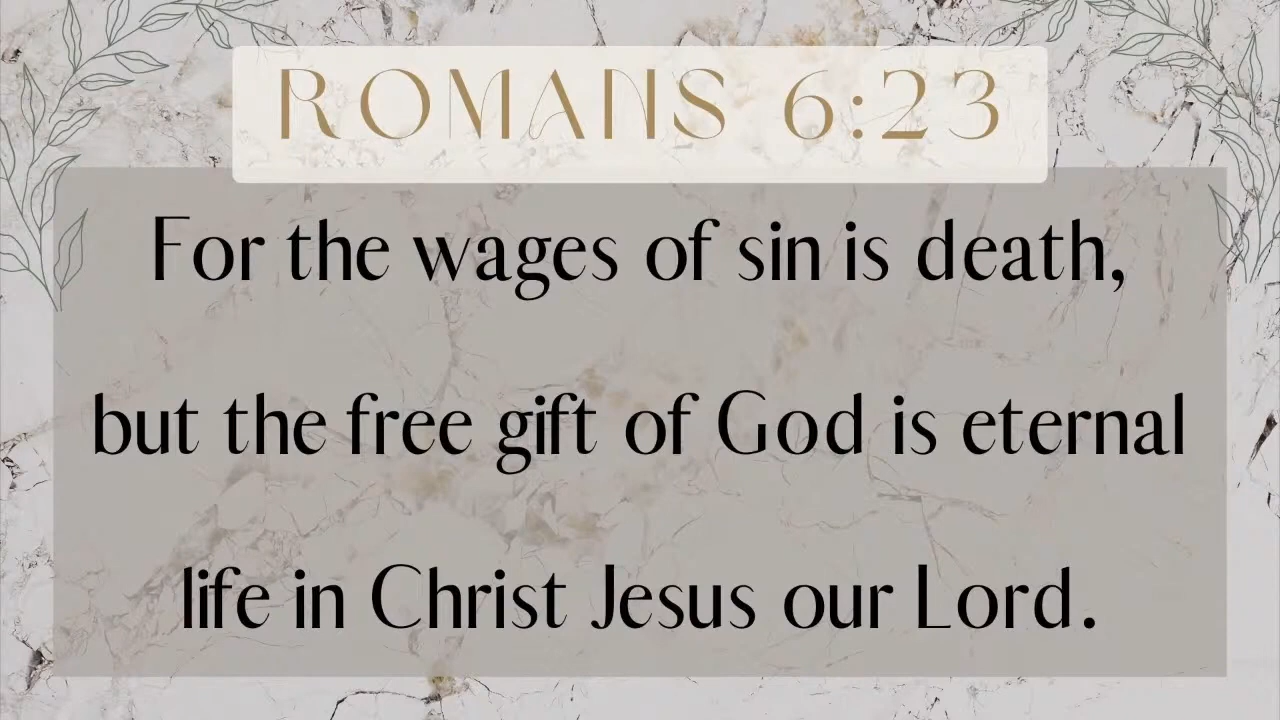 ROMANS 6:23
For the wages of sin is death,
but the free gift of God is eternal
life in Christ Jesus our Lord.